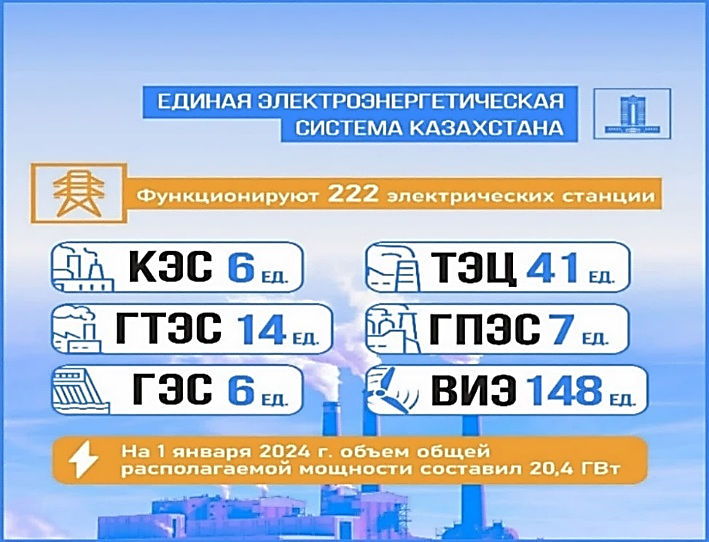 ЕДИНАЯ ЭЛЕКТРОЭНЕРГЕТИЧЕСКАЯ
СИСТЕМА КАЗАХСТАНА
Функционируют 222 электрических станции
КЭС 6 ЕД.
ТЭЦ 41 ЕД.
ГТЭС 14 ЕД.
ГПЭС 7 ЕД.
ГЭС 6 ЕД.
ВИЭ 148 ЕД.
На 1 января 2024 г. объем общей
располагаемой мощности составил 20,4 ГВт